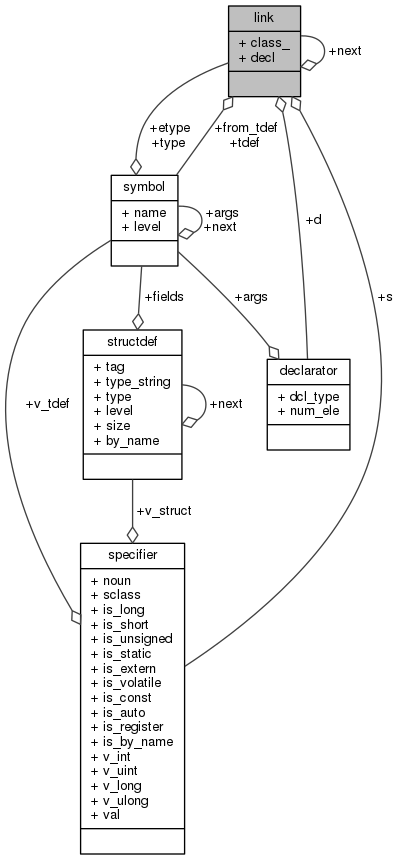 link
+ class_
+ decl
+next
+etype
+type
+from_tdef
+tdef
symbol
+ name
+ level
+args
+next
+d
+fields
+args
+s
structdef
+ tag
+ type_string
+ type
+ level
+ size
+ by_name
+next
declarator
+ dcl_type
+ num_ele
+v_tdef
+v_struct
specifier
+ noun
+ sclass
+ is_long
+ is_short
+ is_unsigned
+ is_static
+ is_extern
+ is_volatile
+ is_const
+ is_auto
+ is_register
+ is_by_name
+ v_int
+ v_uint
+ v_long
+ v_ulong
+ val